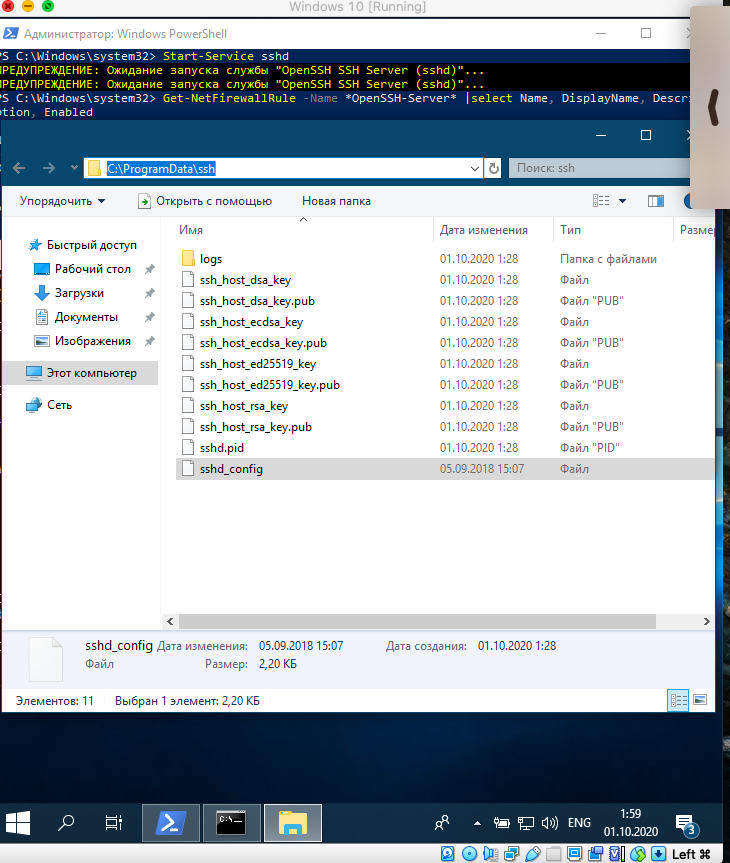 Windows 10 [Running]
Администратор: Windows PowerShell
PS C:\Windows\system32> Start-Service sshd
ПРЕДУПРЕЖДЕНИЕ: Ожидание запуска службы "OpenSSH SSH Server (sshd)"...
ПРЕДУПРЕЖДЕНИЕ: Ожидание запуска службы "OpenSSH SSH Server (sshd)"...
PS C:\Windows\system32> Get-NetFirewallRule -Name *OpenSSH-Server* |select Name, DisplayName, Descri
ption, Enabled
C:\ProgramData\ssh
Поиск: ssh
Упорядочить Открыть с помощью Новая папка
Имя Дата изменения Тип Разме
Быстрый доступ
Рабочий стол
Загрузки
Документы
Изображения
Этот компьютер
Сеть
logs 01.10.2020 1:28 Папка с файлами
ssh_host_dsa_key 01.10.2020 1:28 Файл
ssh_host_dsa_key.pub 01.10.2020 1:28 Файл "PUB"
ssh_host_ecdsa_key 01.10.2020 1:28 Файл
ssh_host_ecdsa_key.pub 01.10.2020 1:28 Файл "PUB"
ssh_host_ed25519_key 01.10.2020 1:28 Файл
ssh_host_ed25519_key.pub 01.10.2020 1:28 Файл "PUB"
ssh_host_rsa_key 01.10.2020 1:28 Файл
ssh_host_rsa_key.pub 01.10.2020 1:28 Файл "PUB"
sshd.pid 01.10.2020 1:28 Файл "PID"
sshd_config 05.09.2018 15:07 Файл
sshd_config Дата изменения: 05.09.2018 15:07 Дата создания: 01.10.2020 1:28
Файл Размер: 2,20 КБ
Элементов: 11 Выбран 1 элемент: 2,20 КБ
ENG
1:59
01.10.2020
3
Left ⌘